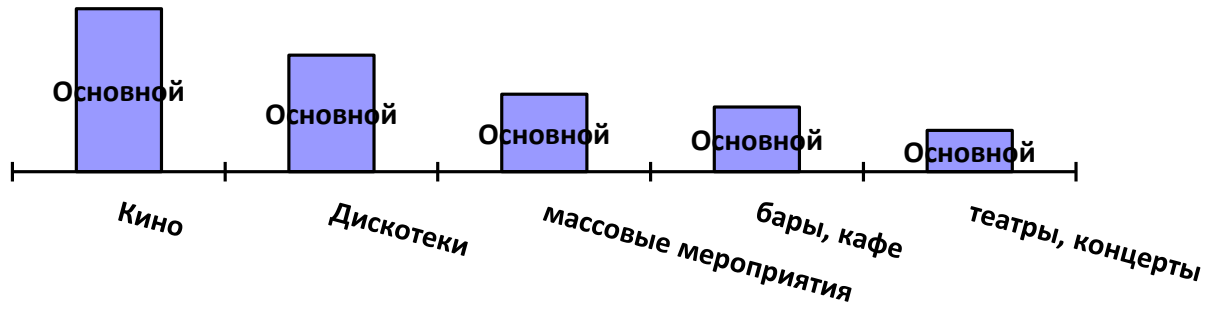 Основной
Основной
Основной
Основной
Основной
Кино
Дискотеки
массовые мероприятия
бары, кафе
театры, концерты